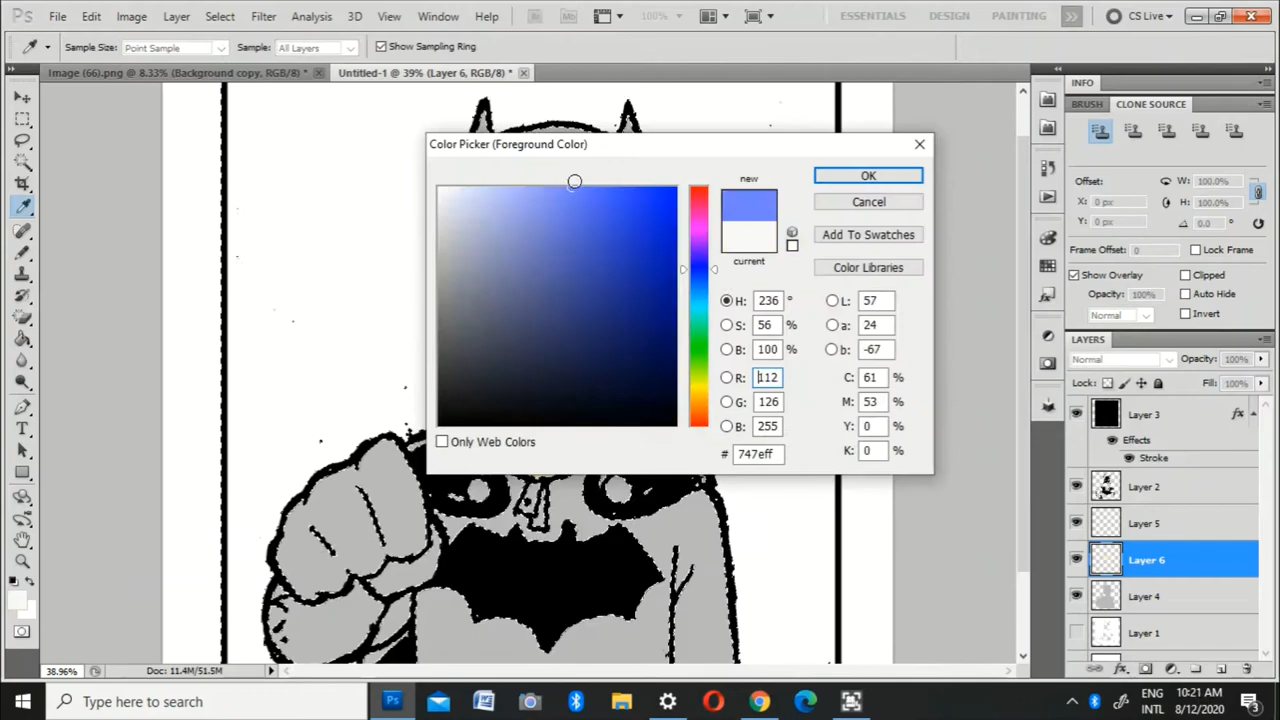 Ps File Edit Image Layer Select Filter Analysis 3D View Window Help Br Mb 100% ESSENTIALS DESIGN PAINTING CS Live
Sample Size: Point Sample Sample: All Layers Show Sampling Ring
Image (66).png @ 8.33% (Background copy, RGB/8) * Untitled-1 @ 39% (Layer 6, RGB/8) *
INFO
BRUSH CLONE SOURCE
Offset: W: 100.0%
X: 0 px H: 100.0%
Y: 0 px 0.0 °
Frame Offset: 0 Lock Frame
Show Overlay Clipped
Opacity: 100% Auto Hide
Normal Invert
LAYERS
Normal Opacity: 100%
Lock: Fill: 100%
Layer 3 fx
Effects
Stroke
Layer 2
Layer 5
Layer 6
Layer 4
Layer 1
Color Picker (Foreground Color)
new
current
OK
Cancel
Add To Swatches
Color Libraries
H: 236 ° L: 57
S: 56 % a: 24
B: 100 % b: -67
R: 112 C: 61 %
G: 126 M: 53 %
B: 255 Y: 0 %
# 747eff K: 0 %
Only Web Colors
38.96% Doc: 11.4M/51.5M
Type here to search
Ps
ENG 10:21 AM
INTL 8/12/2020
3